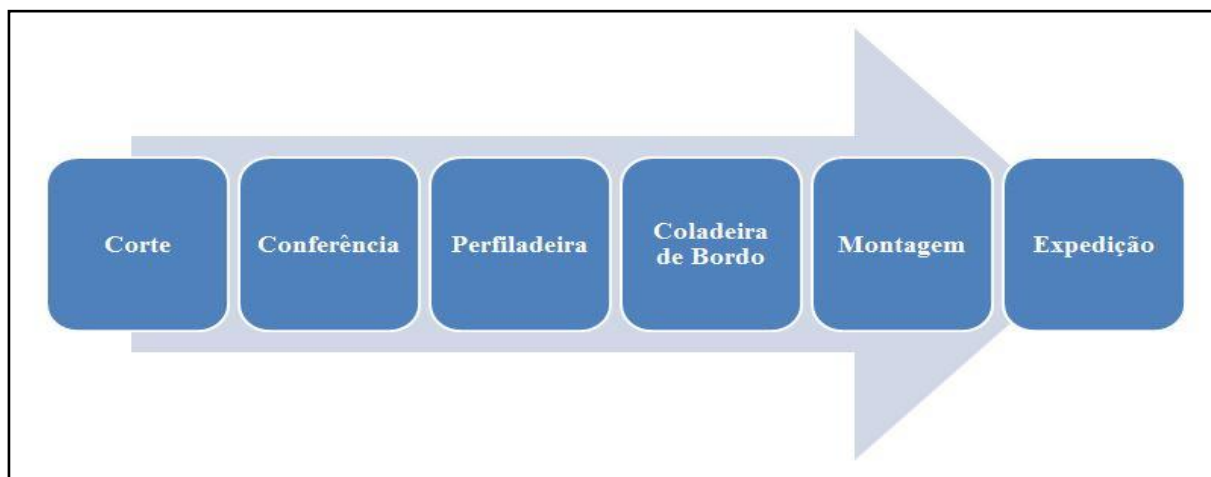 Corte
Conferência
Perfiladeira
Coladeira
de Bordo
Montagem
Expedição